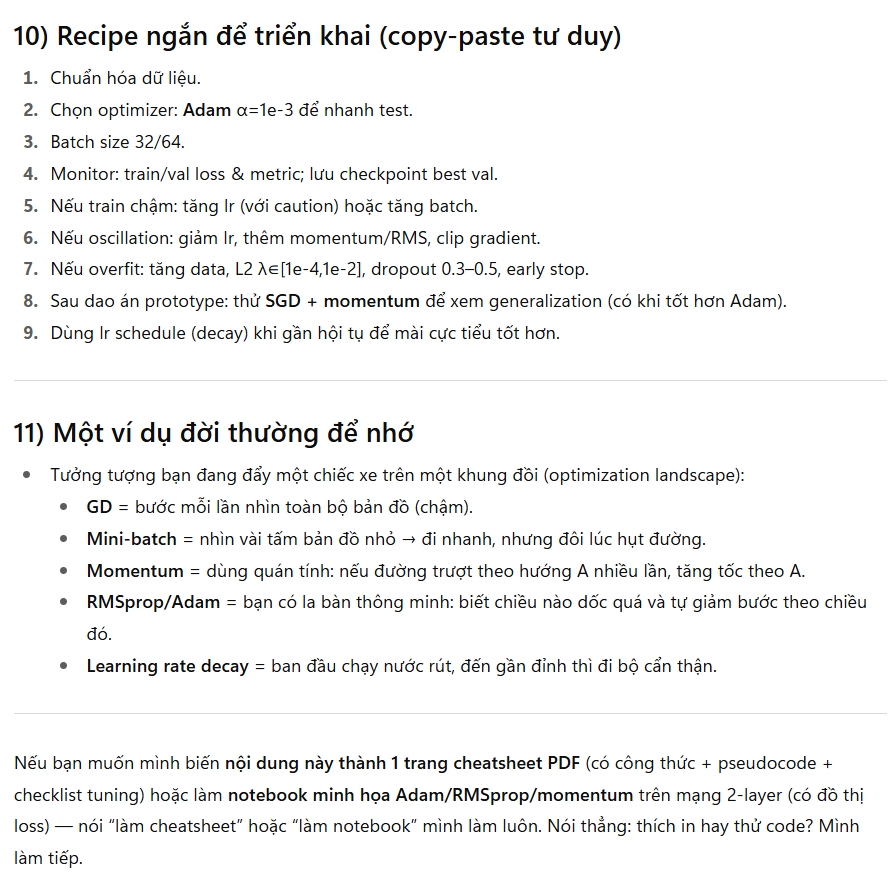 10) Recipe ngắn để triển khai (copy-paste tư duy)
1. Chuẩn hóa dữ liệu.
2. Chọn optimizer: Adam α=1e-3 để nhanh test.
3. Batch size 32/64.
4. Monitor: train/val loss & metric; lưu checkpoint best val.
5. Nếu train chậm: tăng lr (với caution) hoặc tăng batch.
6. Nếu oscillation: giảm lr, thêm momentum/RMS, clip gradient.
7. Nếu overfit: tăng data, L2 λ∈[1e-4,1e-2], dropout 0.3–0.5, early stop.
8. Sau dao án prototype: thử SGD + momentum để xem generalization (có khi tốt hơn Adam).
9. Dùng lr schedule (decay) khi gần hội tụ để mài cực tiểu tốt hơn.
11) Một ví dụ đời thường để nhớ
• Tưởng tượng bạn đang đẩy một chiếc xe trên một khung đồi (optimization landscape):
• GD = bước mỗi lần nhìn toàn bộ bản đồ (chậm).
• Mini-batch = nhìn vài tấm bản đồ nhỏ → đi nhanh, nhưng đôi lúc hụt đường.
• Momentum = dùng quán tính: nếu đường trượt theo hướng A nhiều lần, tăng tốc theo A.
• RMSprop/Adam = bạn có la bàn thông minh: biết chiều nào dốc quá và tự giảm bước theo chiều
đó.
• Learning rate decay = ban đầu chạy nước rút, đến gần đỉnh thì đi bộ cẩn thận.
Nếu bạn muốn mình biến nội dung này thành 1 trang cheatsheet PDF (có công thức + pseudocode +
checklist tuning) hoặc làm notebook minh họa Adam/RMSprop/momentum trên mạng 2-layer (có đồ thị
loss) — nói “làm cheatsheet” hoặc “làm notebook” mình làm luôn. Nói thẳng: thích in hay thử code? Mình
làm tiếp.